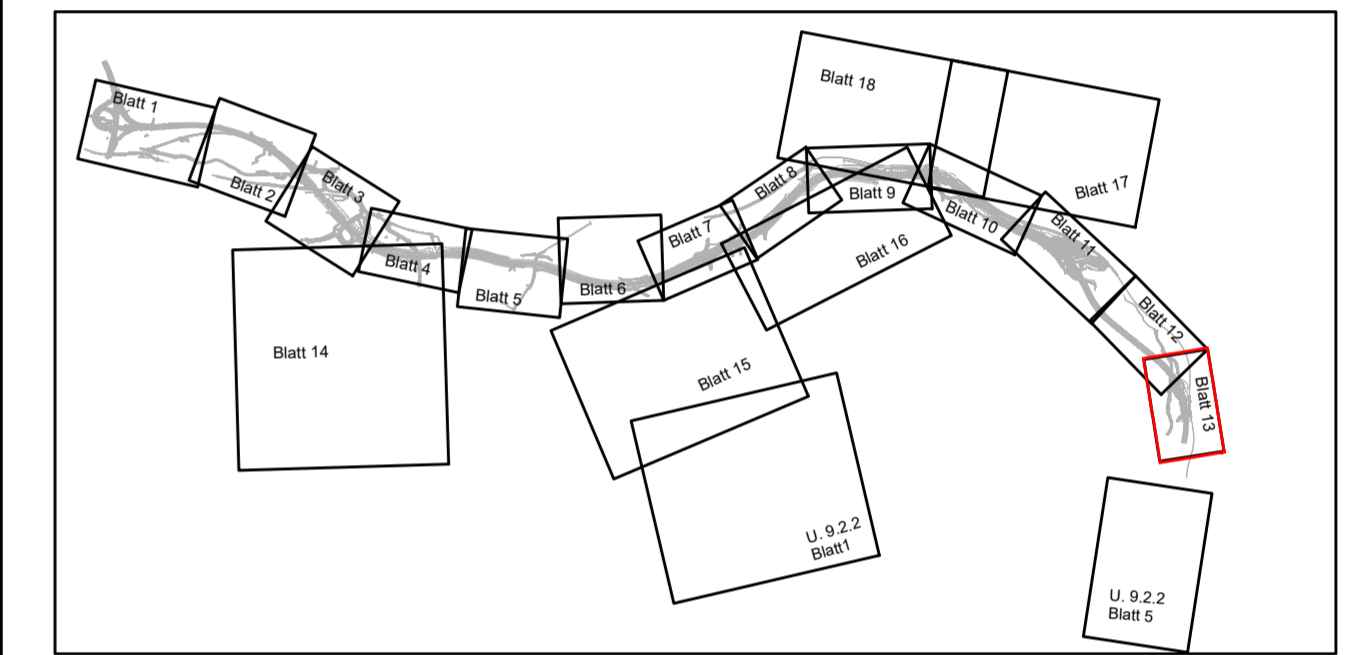 Blatt 1
Blatt 2
Blatt 3
Blatt 4
Blatt 5
Blatt 6
Blatt 7
Blatt 8
Blatt 9
Blatt 10
Blatt 11
Blatt 12
Blatt 13
Blatt 14
Blatt 15
Blatt 16
Blatt 17
Blatt 18
U. 9.2.2
Blatt1
U. 9.2.2
Blatt 5